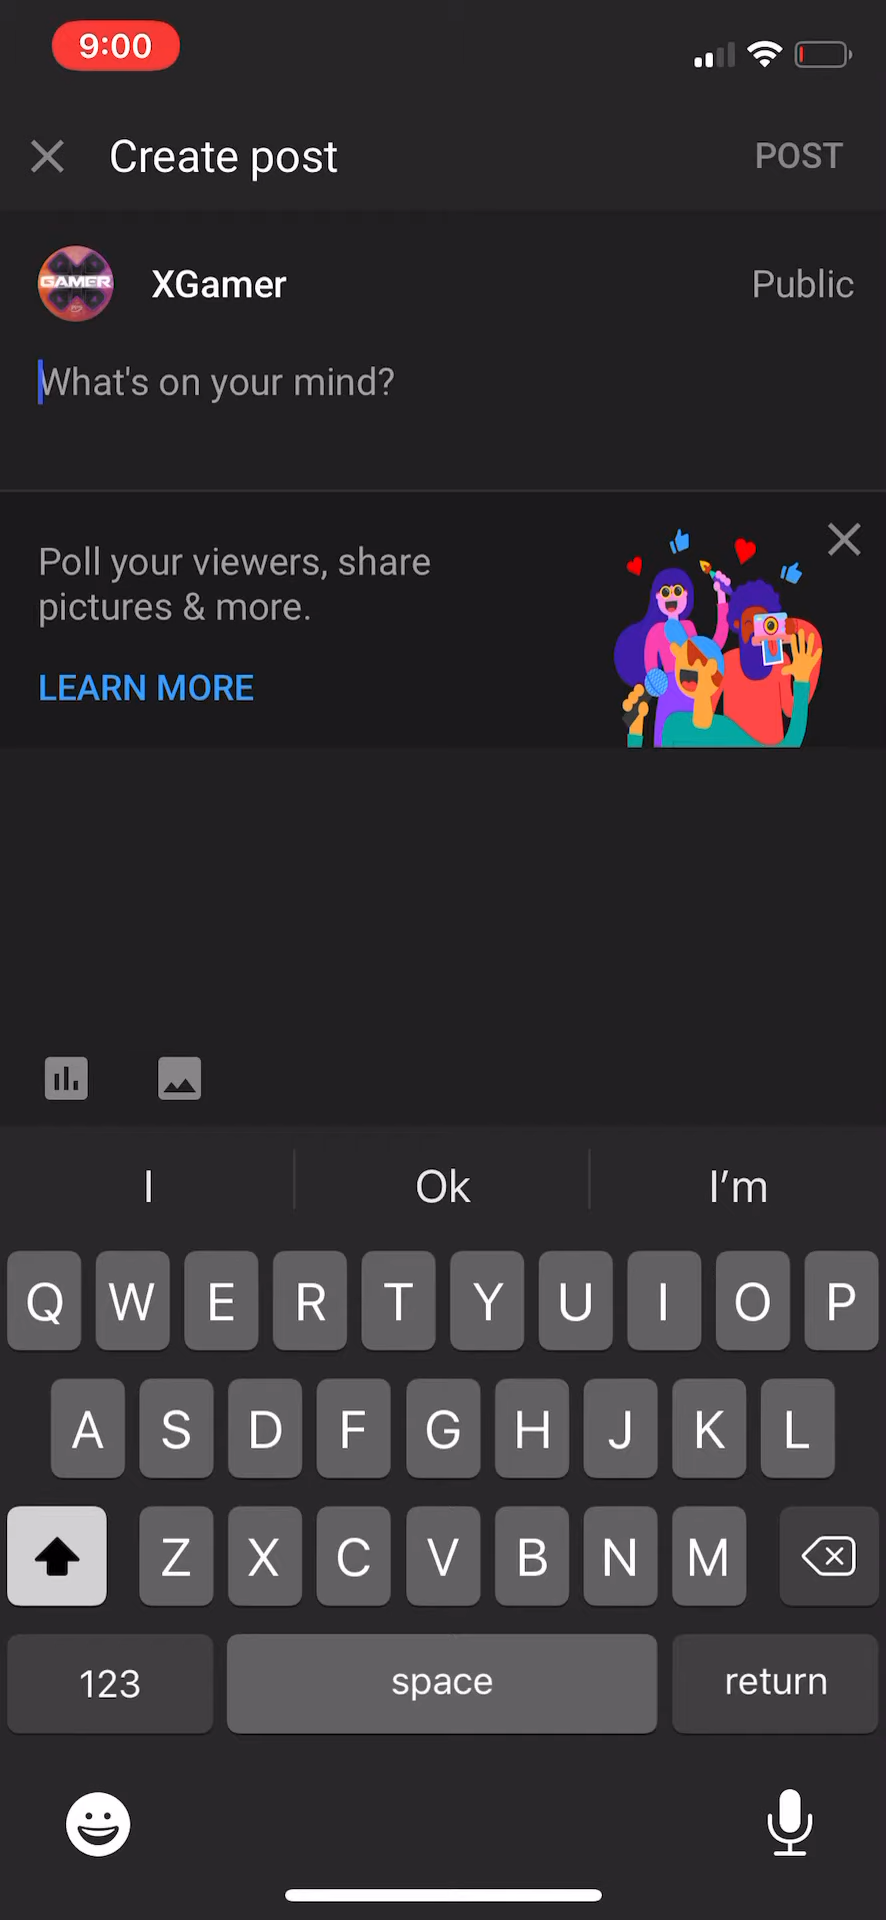 9:00
Create post
POST
GAMER
XGamer
Public
What's on your mind?
Poll your viewers, share
pictures & more.
LEARN MORE
I
Ok
I'm
Q W E R T Y U I O P
A S D F G H J K L
Z X C V B N M
123
space
return